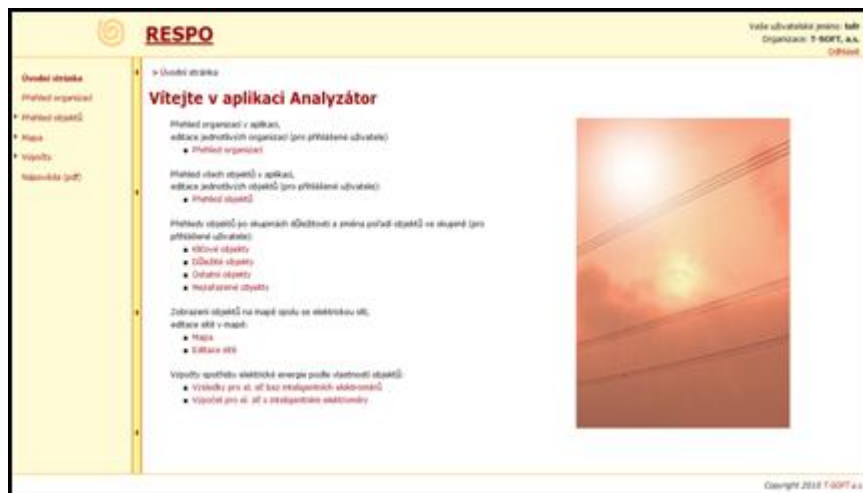 RESPO
Vaše uživatelské jméno: tsft
Organizace: T-SOFT, a.s.
Odhlásit
Úvodní stránka
Přehled organizací
Přehled objektů
Mapa
Výpočty
Nápověda (pdf)
> Úvodní stránka
Vítejte v aplikaci Analyzátor
Přehled organizací v aplikaci,
editace jednotlivých organizací (pro přihlášené uživatele)
Přehled organizací
Přehled všech objektů v aplikaci,
editace jednotlivých objektů (pro přihlášené uživatele)
Přehled objektů
Přehledy objektů po skupinách důležitosti a změna pořadí objektů ve skupině (pro
přihlášené uživatele):
Klíčové objekty
Důležité objekty
Ostatní objekty
Nezařazené objekty
Zobrazení objektů na mapě spolu se elektrickou sítí,
editace sítě v mapě:
Mapa
Editace sítě
Výpočty spotřeby elektrické energie podle vlastností objektů:
Výsledky pro el. síť bez inteligentních elektroměrů
Výpočet pro el. síť s inteligentními elektroměry
Copyright 2010 T-SOFT a.s.